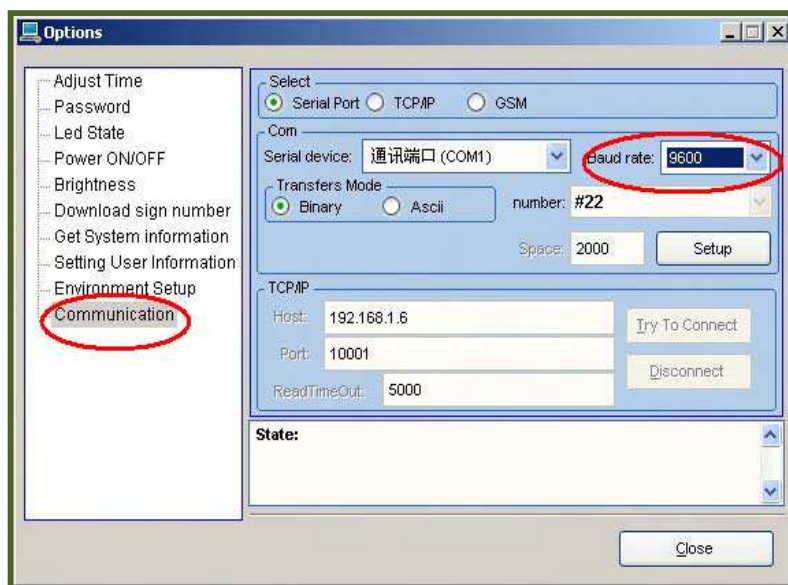 Options
Adjust Time
Password
Led State
Power ON/OFF
Brightness
Download sign number
Get System information
Setting User Information
Environment Setup
Communication
Select
Serial Port TCP/IP GSM
Com
Serial device: 通讯端口 (COM1) Baud rate: 9600
Transfers Mode
Binary Ascii number: #22
Space: 2000 Setup
TCP/IP
Host: 192.168.1.6 Try To Connect
Port: 10001
Disconnect
ReadTimeOut: 5000
State:
Close